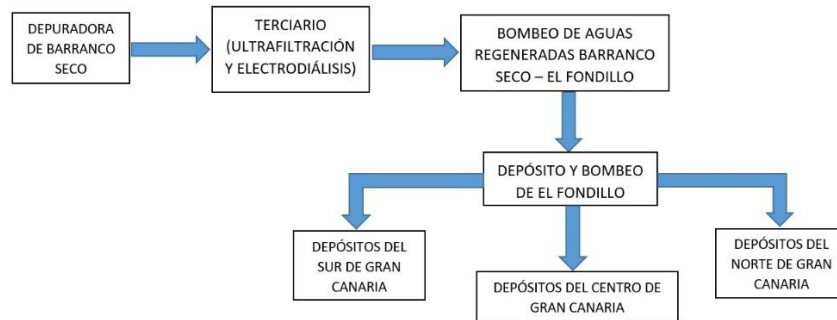 DEPURADORA
DE BARRANCO
SECO
TERCIARIO
(ULTRAFILTRACIÓN
Y ELECTRODIÁLISIS)
BOMBEO DE AGUAS
REGENERADAS BARRANCO
SECO – EL FONDILLO
DEPÓSITO Y BOMBEO
DE EL FONDILLO
DEPÓSITOS DEL
SUR DE GRAN
CANARIA
DEPÓSITOS DEL CENTRO DE
GRAN CANARIA
DEPÓSITOS DEL
NORTE DE GRAN
CANARIA